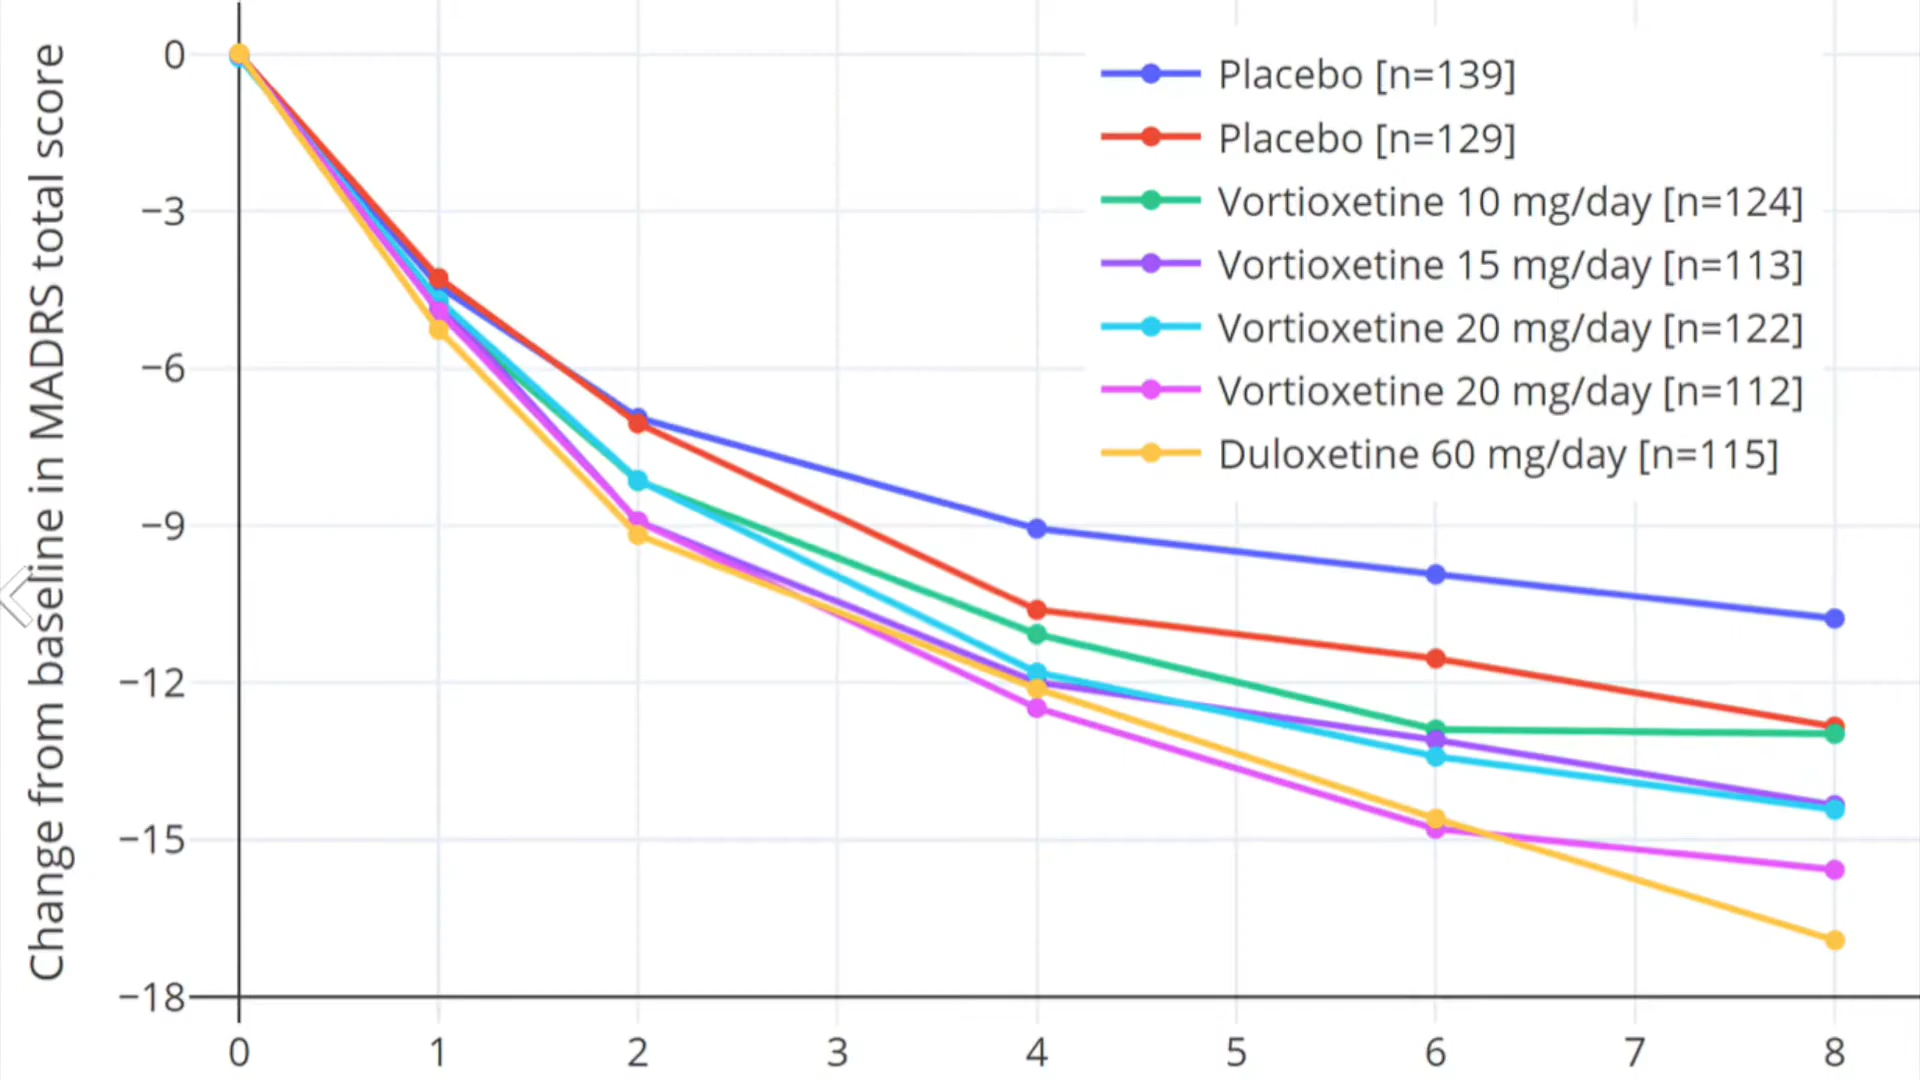 Change from baseline in MADRS total score
0
−3
−6
−9
−12
−15
−18
0 1 2 3 4 5 6 7 8
Placebo [n=139]
Placebo [n=129]
Vortioxetine 10 mg/day [n=124]
Vortioxetine 15 mg/day [n=113]
Vortioxetine 20 mg/day [n=122]
Vortioxetine 20 mg/day [n=112]
Duloxetine 60 mg/day [n=115]